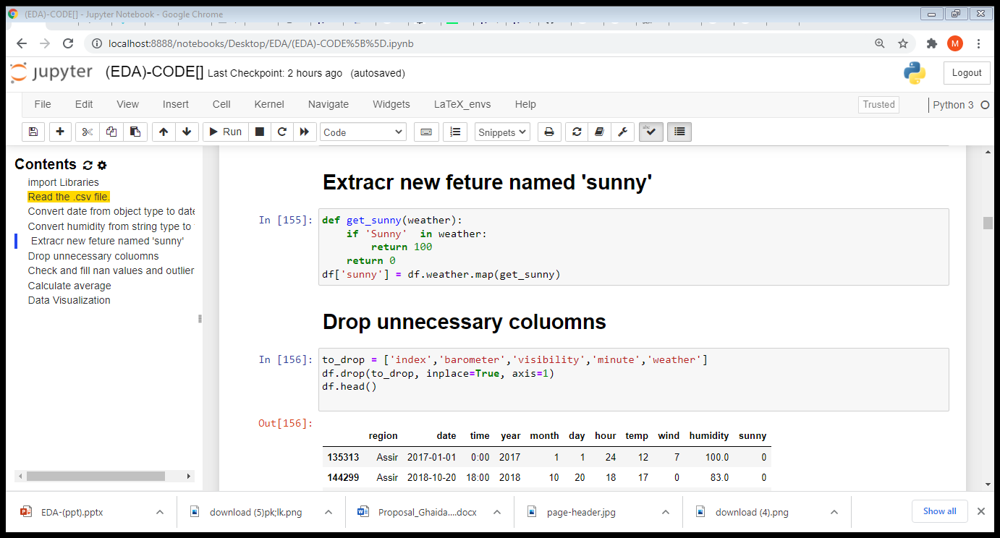 (EDA)-CODE[] - Jupyter Notebook - Google Chrome
localhost:8888/notebooks/Desktop/EDA/(EDA)-CODE%5B%5D.ipynb
M
jupyter (EDA)-CODE[] Last Checkpoint: 2 hours ago (autosaved)
Logout
File Edit View Insert Cell Kernel Navigate Widgets LaTeX_envs Help
Trusted
Python 3
Run
Code
Snippets
abc
Contents
import Libraries
Read the .csv file.
Convert date from object type to date
Convert humidity from string type to
Extracr new feture named 'sunny'
Drop unnecessary coluomns
Check and fill nan values and outlier
Calculate average
Data Visualization
Extracr new feture named 'sunny'
In [155]:
def get_sunny(weather):
    if 'Sunny'  in weather:
        return 100
    return 0
df['sunny'] = df.weather.map(get_sunny)
Drop unnecessary coluomns
In [156]:
to_drop = ['index','barometer','visibility','minute','weather']
df.drop(to_drop, inplace=True, axis=1)
df.head()
Out[156]:
region date time year month day hour temp wind humidity sunny
135313 Assir 2017-01-01 0:00 2017 1 1 24 12 7 100.0 0
144299 Assir 2018-10-20 18:00 2018 10 20 18 17 0 83.0 0
EDA-(ppt).pptx
download (5)pk;lk.png
Proposal_Ghaida....docx
page-header.jpg
download (4).png
Show all